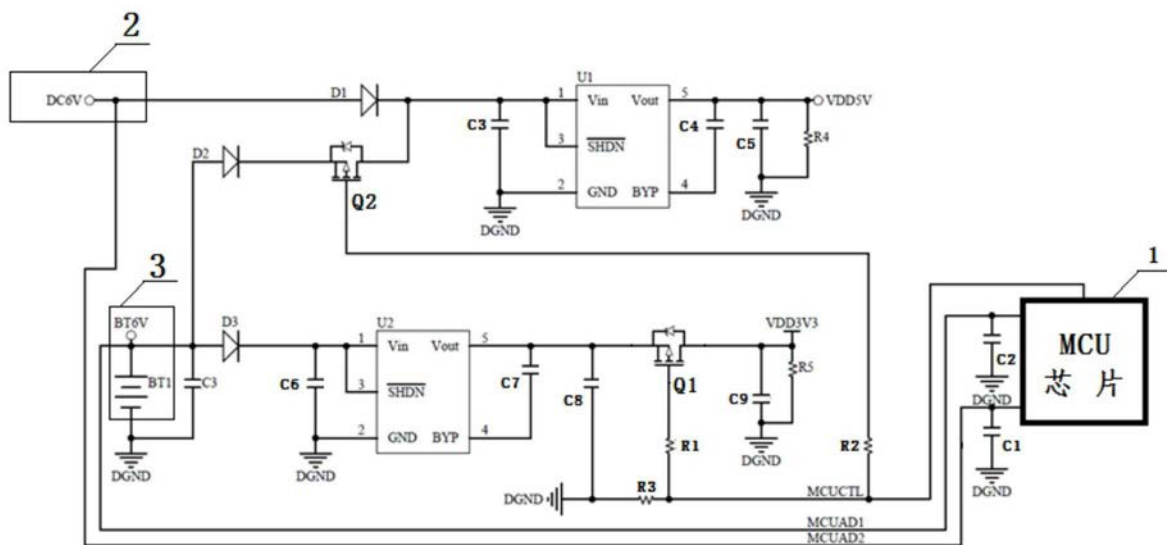 2
DC6V
D1
U1
1 Vin Vout 5
VDD5V
C3
C4
C5
R4
3 SHDN
2 GND BYP 4
DGND
DGND
D2
Q2
3
BT6V
BT1
C3
DGND
D3
U2
1 Vin Vout 5
C6
C7
3 SHDN
2 GND BYP 4
DGND
C8
Q1
VDD3V3
R5
C9
DGND
R1
R2
DGND
R3
MCUCTL
MCUAD1
MCUAD2
1
MCU
芯 片
C2
DGND
C1
DGND